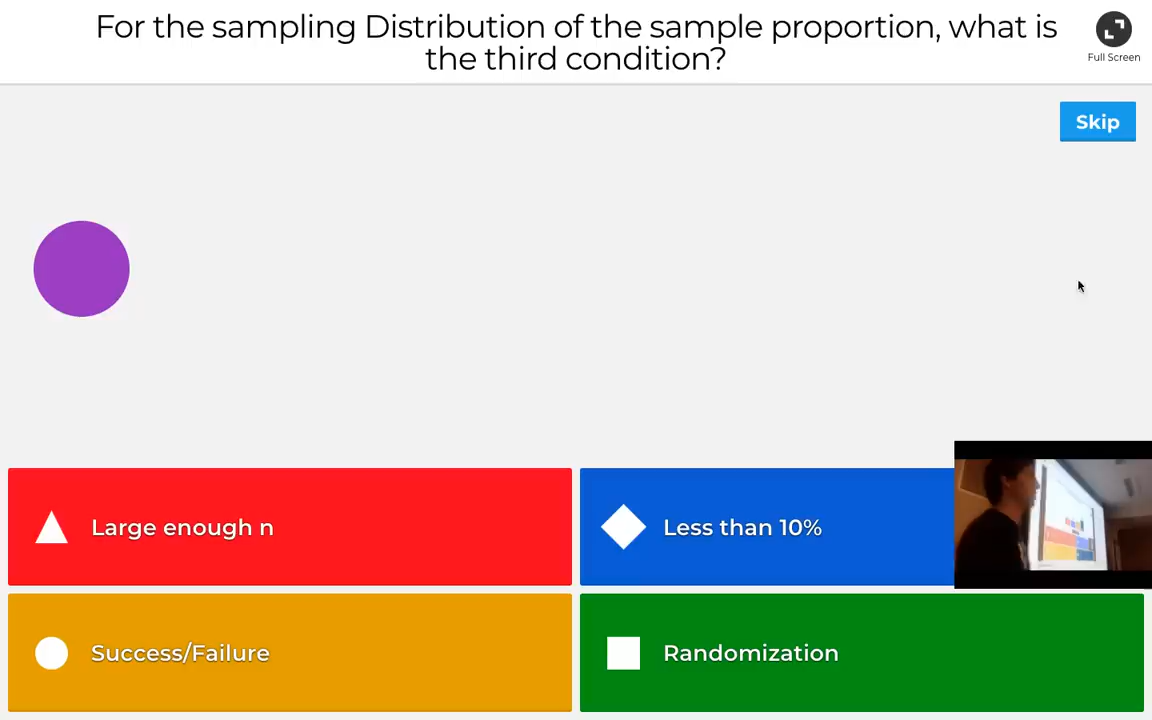 For the sampling Distribution of the sample proportion, what is
the third condition?
Full Screen
Skip
Large enough n
Less than 10%
Success/Failure
Randomization